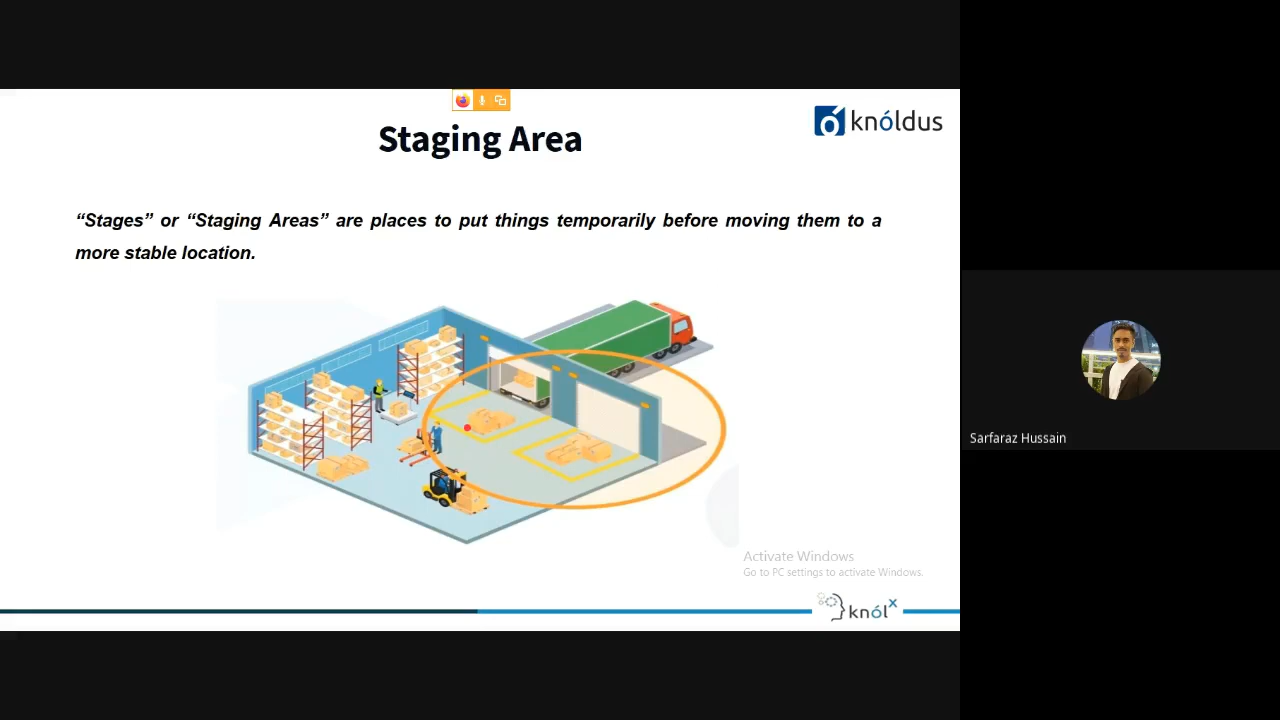 knóldus
Staging Area
“Stages” or “Staging Areas” are places to put things temporarily before moving them to a
more stable location.
Sarfaraz Hussain
Activate Windows
Go to PC settings to activate Windows.
knólx